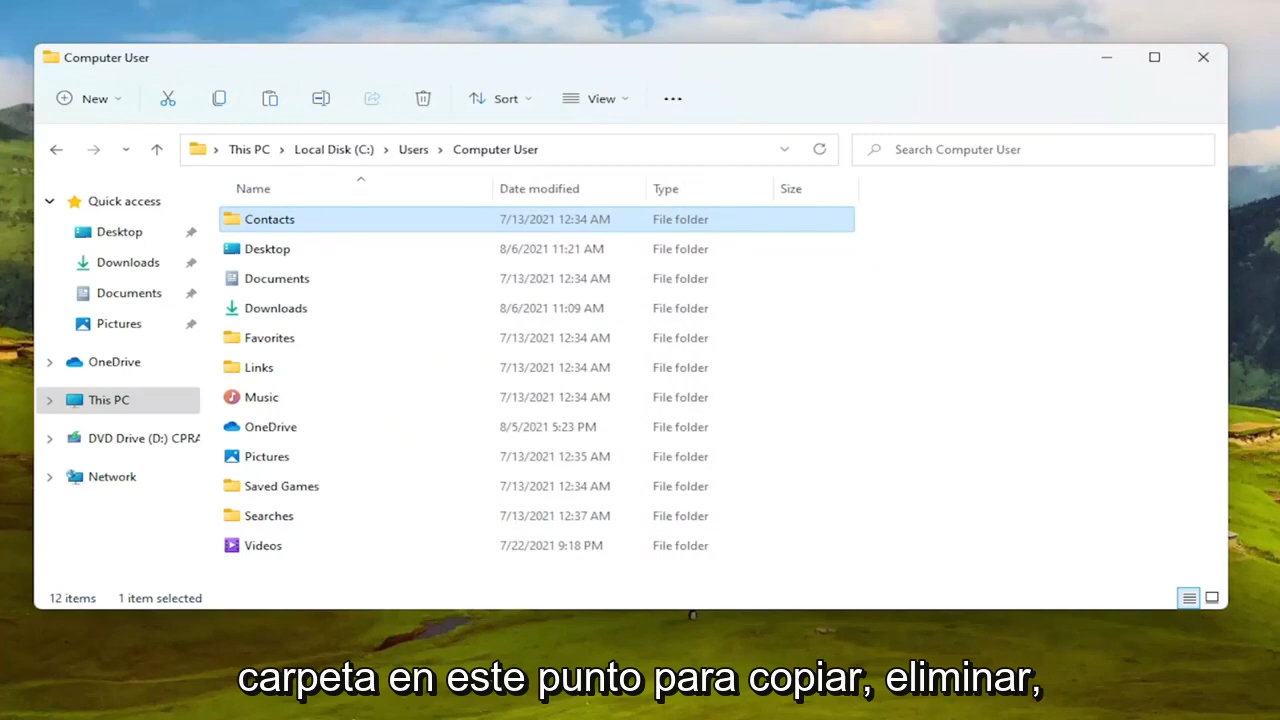 Computer User
New
Sort
View
This PC > Local Disk (C:) > Users > Computer User
Search Computer User
Name Date modified Type Size
Quick access
Desktop
Downloads
Documents
Pictures
OneDrive
This PC
DVD Drive (D:) CPRA
Network
Contacts 7/13/2021 12:34 AM File folder
Desktop 8/6/2021 11:21 AM File folder
Documents 7/13/2021 12:34 AM File folder
Downloads 8/6/2021 11:09 AM File folder
Favorites 7/13/2021 12:34 AM File folder
Links 7/13/2021 12:34 AM File folder
Music 7/13/2021 12:34 AM File folder
OneDrive 8/5/2021 5:23 PM File folder
Pictures 7/13/2021 12:35 AM File folder
Saved Games 7/13/2021 12:34 AM File folder
Searches 7/13/2021 12:37 AM File folder
Videos 7/22/2021 9:18 PM File folder
12 items 1 item selected
carpeta en este punto para copiar, eliminar,